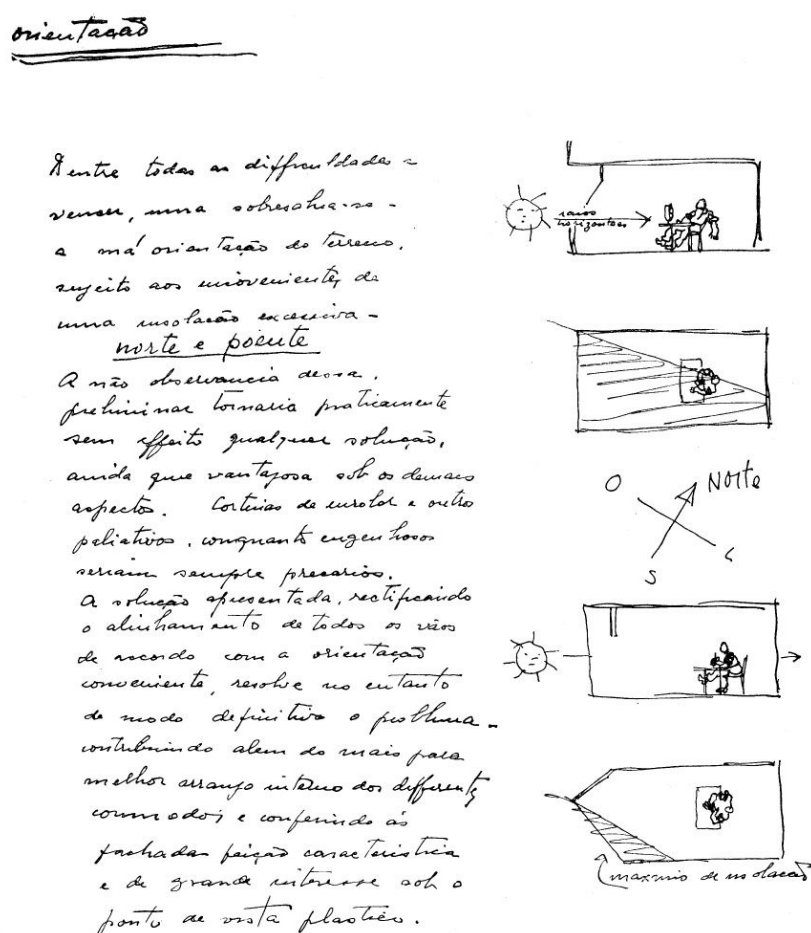 orientação
Dentre todas as difficuldades a
vencer, uma sobresahia-se -
a má orientação do terreno,
sujeito aos inconvenientes, de
uma insolação excessiva -
norte e poente
A não observancia dessa
preliminar tornaria praticamente
sem effeito qualquer solução,
ainda que vantajosa sob os demais
aspectos. Cortinas de enrolar e outros
paliativos, conquanto engenhosos
seriam sempre precarios.
A solução apresentada, rectificando
o alinhamento de todos os vãos
de accordo com a orientação
conveniente, resolve no entanto
de modo definitivo o problema -
contribuindo alem do mais para
melhor arranjo interno dos differentes
commodos e conferindo ás
fachadas feição caracteristica
e de grande interesse sob o
ponto de vista plastico.
raios
horizontaes
O
Norte
S
L
maximo de insolação